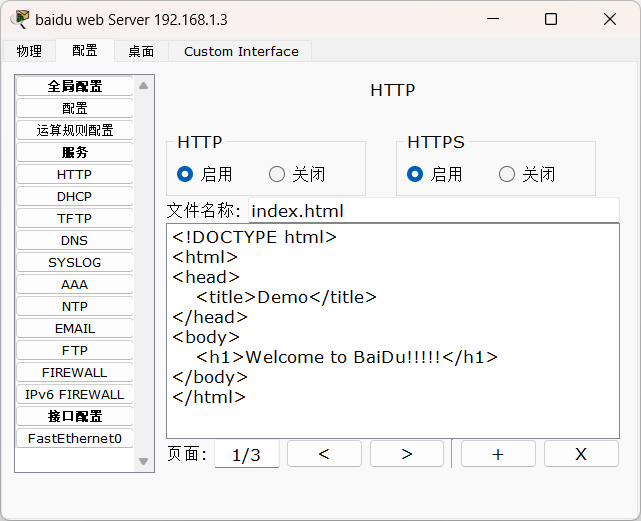 baidu web Server 192.168.1.3
物理 配置 桌面 Custom Interface
全局配置
配置
运算规则配置
服务
HTTP
DHCP
TFTP
DNS
SYSLOG
AAA
NTP
EMAIL
FTP
FIREWALL
IPv6 FIREWALL
接口配置
FastEthernet0
HTTP
HTTP HTTPS
启用 关闭 启用 关闭
文件名称: index.html
<!DOCTYPE html>
<html>
<head>
    <title>Demo</title>
</head>
<body>
    <h1>Welcome to BaiDu!!!!!</h1>
</body>
</html>
页面: 1/3 < > + X